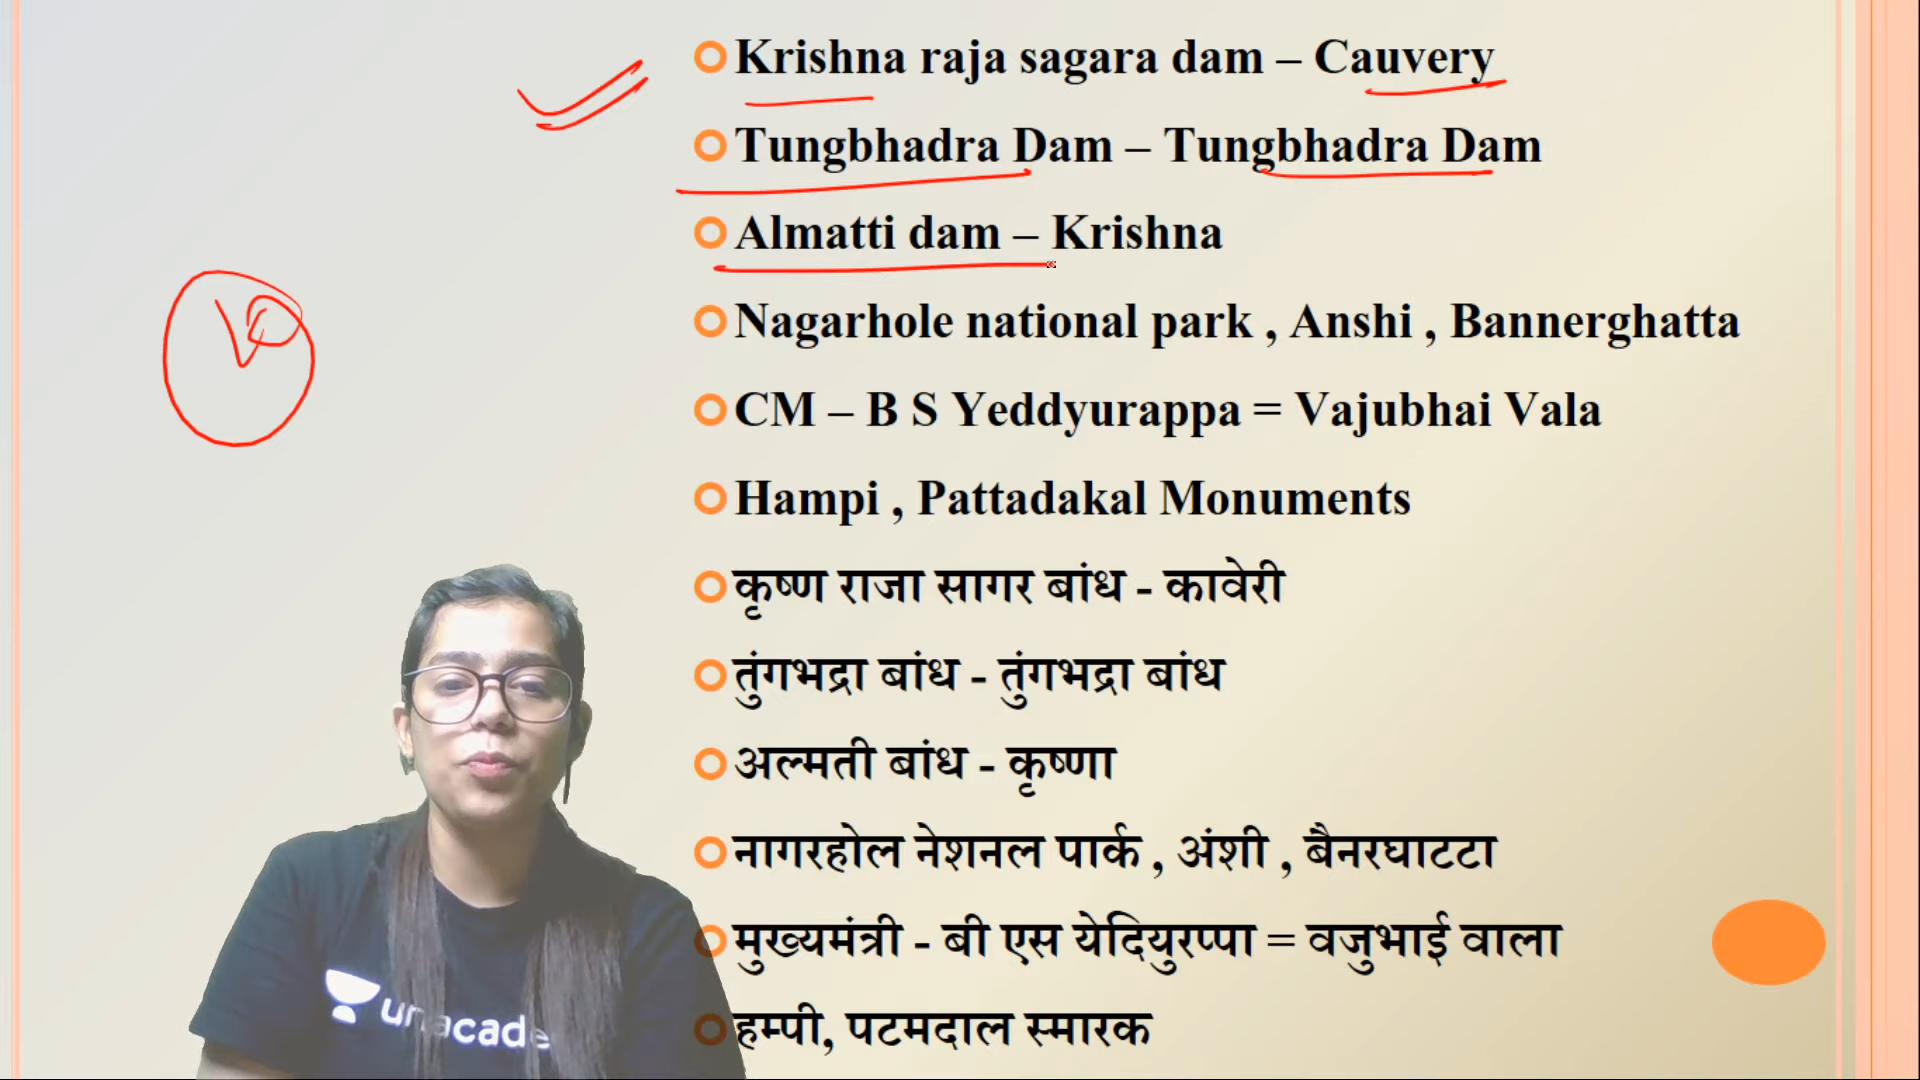 Krishna raja sagara dam – Cauvery
Tungbhadra Dam – Tungbhadra Dam
Almatti dam – Krishna
Nagarhole national park , Anshi , Bannerghatta
CM – B S Yeddyurappa = Vajubhai Vala
Hampi , Pattadakal Monuments
कृष्ण राजा सागर बांध - कावेरी
तुंगभद्रा बांध - तुंगभद्रा बांध
अल्मती बांध - कृष्णा
नागरहोल नेशनल पार्क , अंशी , बैनरघाटटा
मुख्यमंत्री - बी एस येदियुरप्पा = वजुभाई वाला
हम्पी, पटमदाल स्मारक